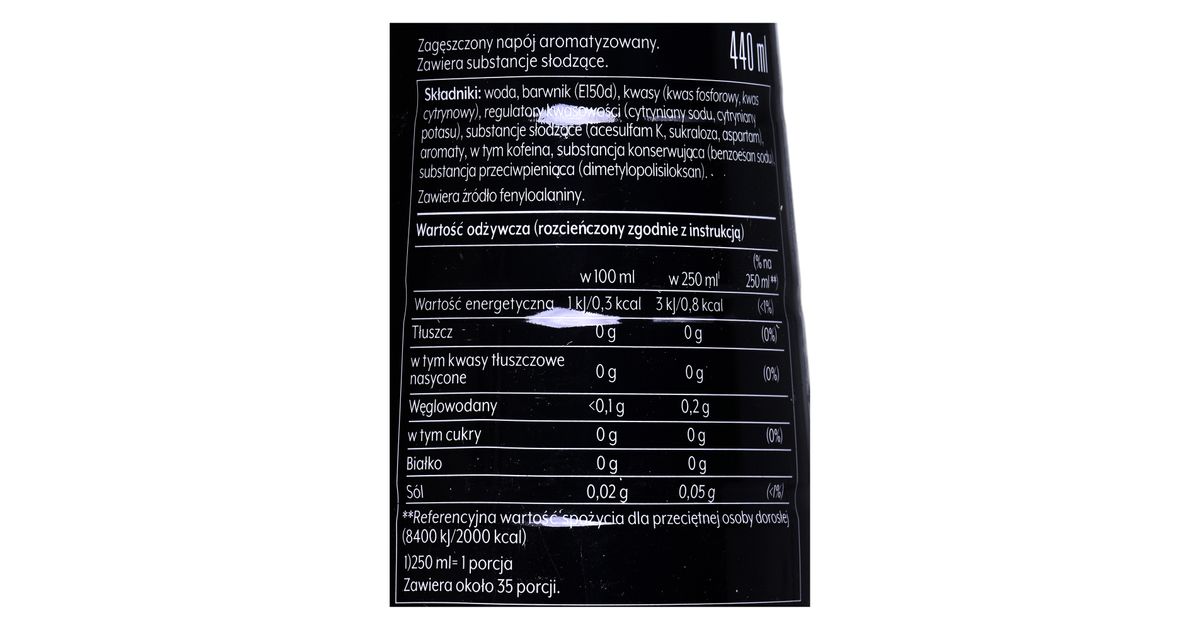 Zagęszczony napój aromatyzowany.
Zawiera substancje słodzące.
440 ml
Składniki: woda, barwnik (E150d), kwasy (kwas fosforowy, kwas
cytrynowy), regulatory kwasowości (cytryniany sodu, cytryniany
potasu), substancje słodzące (acesulfam K, sukraloza, aspartam),
aromaty, w tym kofeina, substancja konserwująca (benzoesan sodu),
substancja przeciwpieniąca (dimetylopolisiloksan).
Zawiera źródło fenyloalaniny.
Wartość odżywcza (rozcieńczony zgodnie z instrukcją)
w 100 ml w 250 ml¹ (% na 250 ml**)
Wartość energetyczna 1 kJ/0,3 kcal 3 kJ/0,8 kcal (<1%)
Tłuszcz 0 g 0 g (0%)
w tym kwasy tłuszczowe
nasycone 0 g 0 g (0%)
Węglowodany <0,1 g 0,2 g
w tym cukry 0 g 0 g (0%)
Białko 0 g 0 g
Sól 0,02 g 0,05 g (<1%)
**Referencyjna wartość spożycia dla przeciętnej osoby dorosłej
(8400 kJ/2000 kcal)
1)250 ml= 1 porcja
Zawiera około 35 porcji.